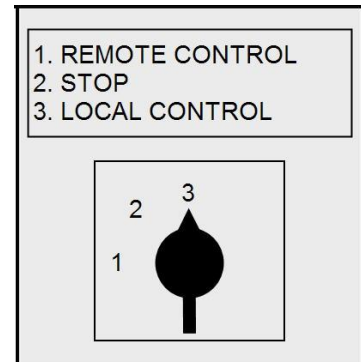 1. REMOTE CONTROL
2. STOP
3. LOCAL CONTROL
3
2
1